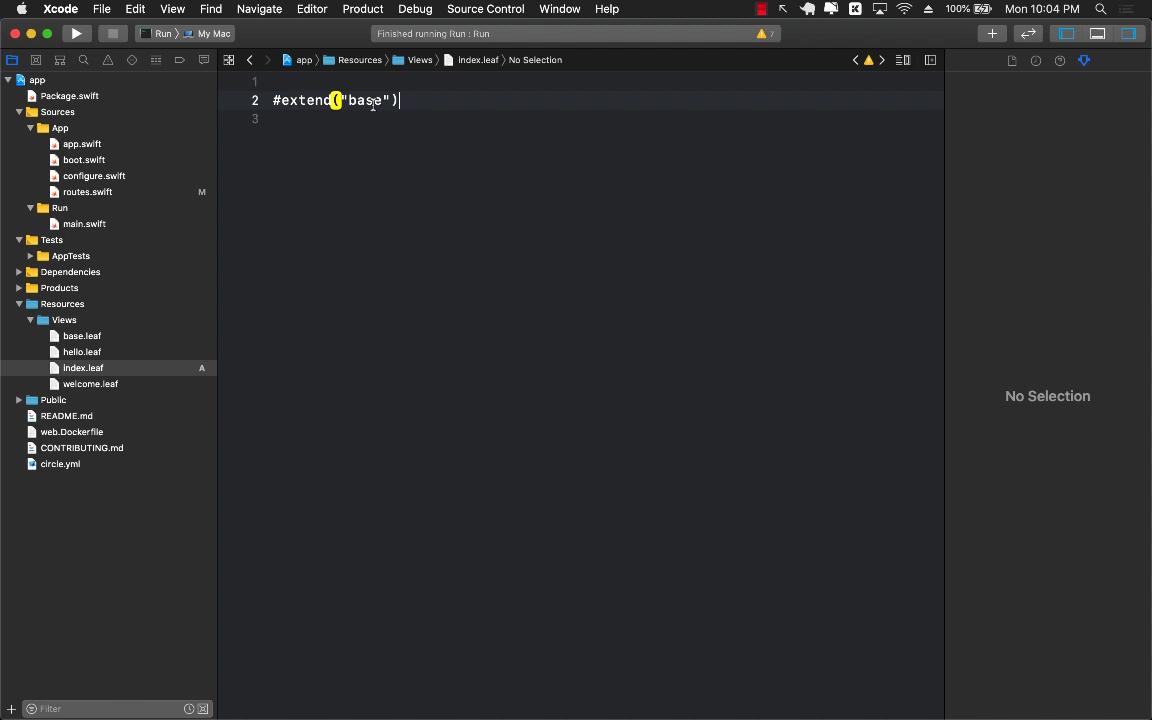 Xcode File Edit View Find Navigate Editor Product Debug Source Control Window Help 100% Mon 10:04 PM
Run 〉 My Mac Finished running Run : Run 7
app 〉 Resources 〉 Views 〉 index.leaf 〉 No Selection
app
Package.swift
Sources
App
app.swift
boot.swift
configure.swift
routes.swift M
Run
main.swift
Tests
AppTests
Dependencies
Products
Resources
Views
base.leaf
hello.leaf
index.leaf A
welcome.leaf
Public
README.md
web.Dockerfile
CONTRIBUTING.md
circle.yml
Filter
1
2 #extend("base")
3
No Selection